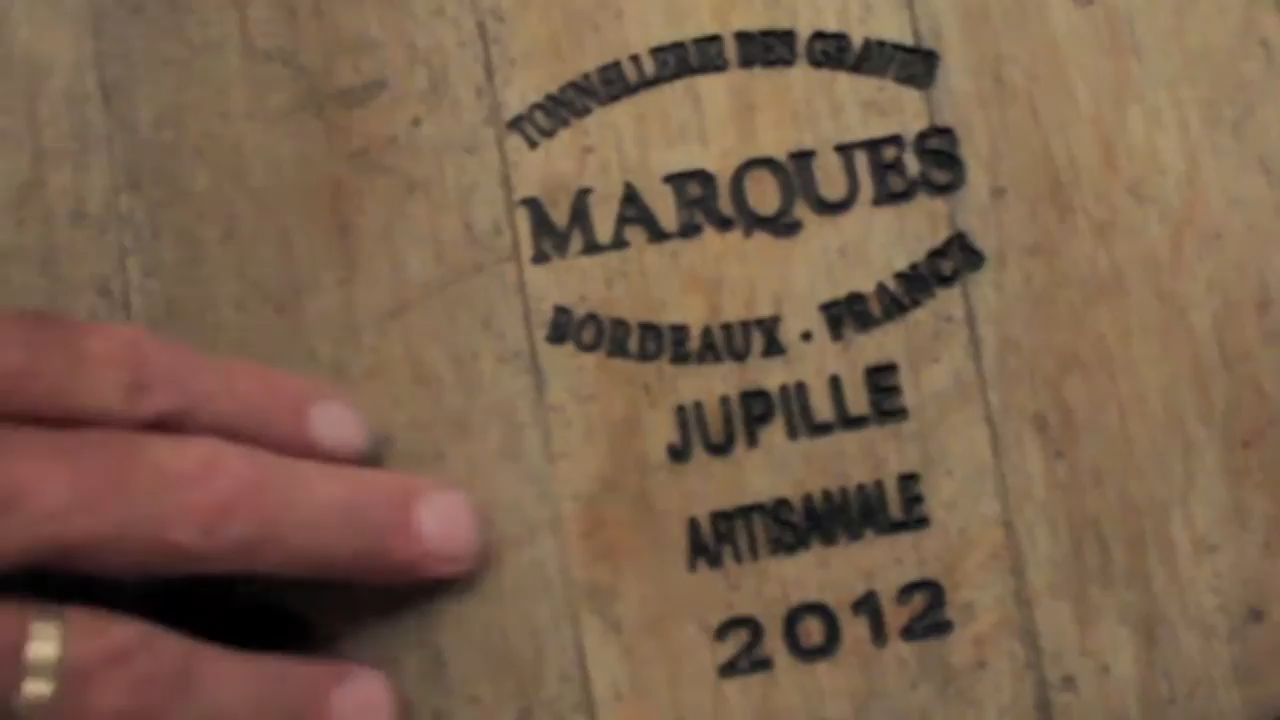 TONNELLERIE DES GRAVES
MARQUES
BORDEAUX · FRANCE
JUPILLE
ARTISANALE
2012